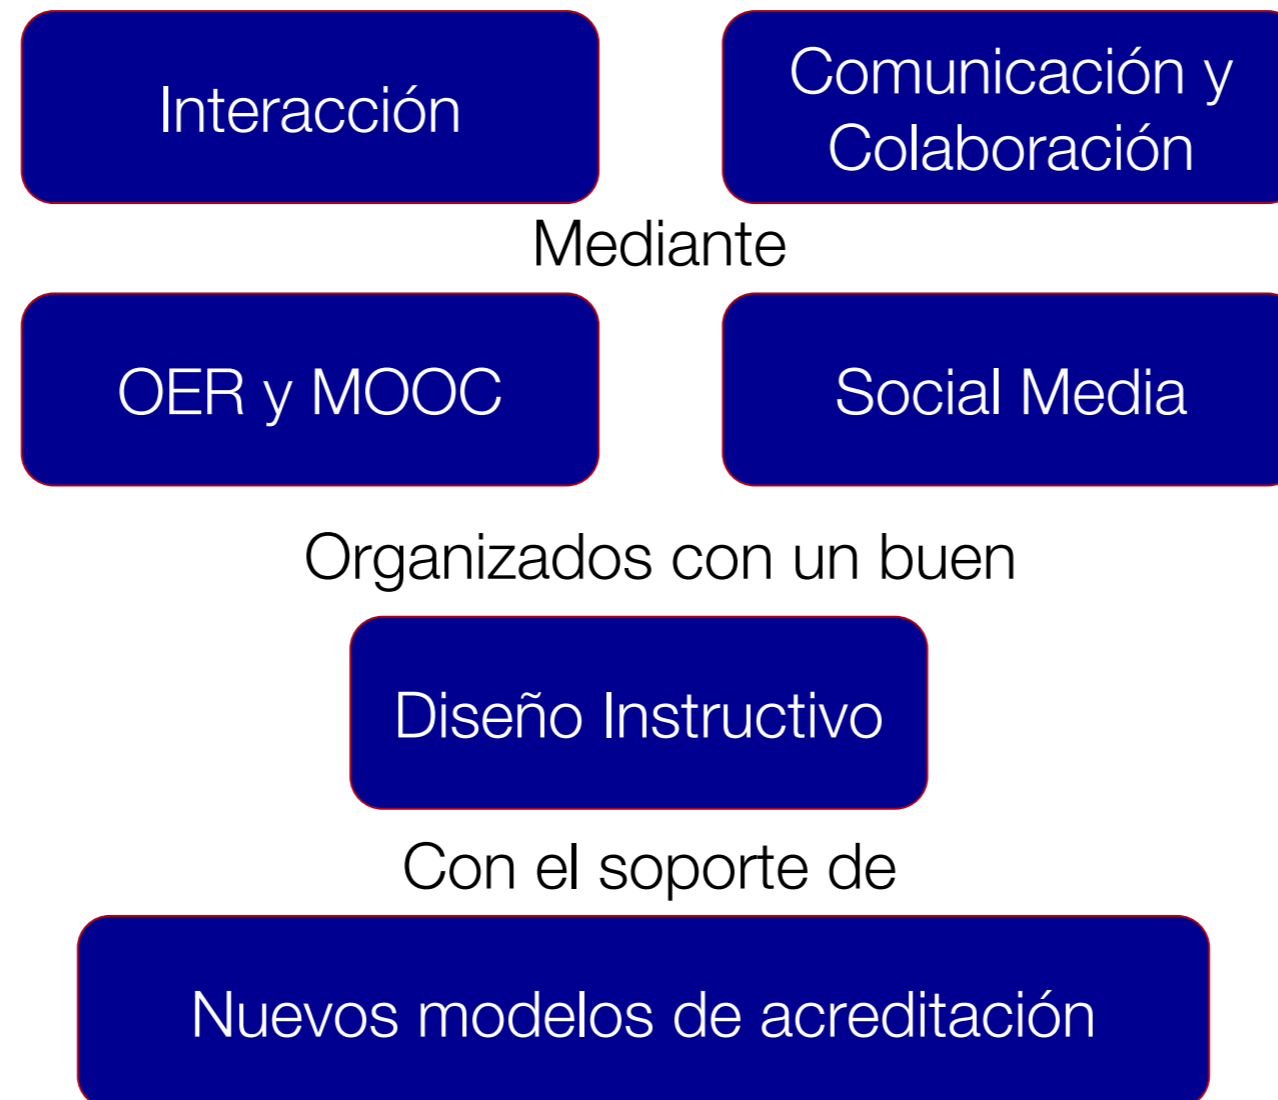 Interacción
Comunicación y
Colaboración
Mediante
OER y MOOC
Social Media
Organizados con un buen
Diseño Instructivo
Con el soporte de
Nuevos modelos de acreditación